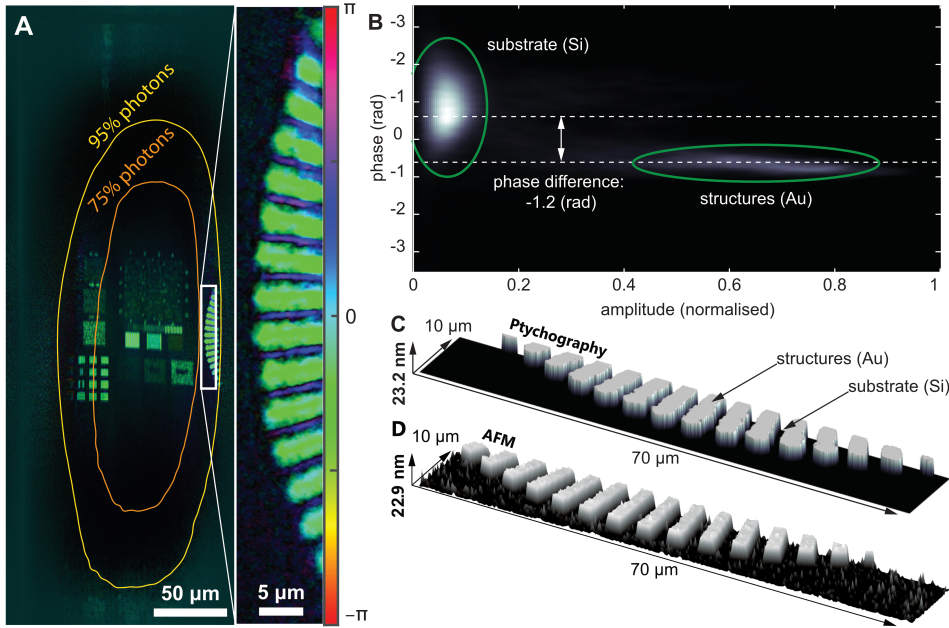 A
95% photons
75% photons
50 µm
5 µm
π
0
−π
B
-3
-2
-1
0
-1
-2
-3
phase (rad)
substrate (Si)
phase difference:
-1.2 (rad)
structures (Au)
0
0.2
0.4
0.6
0.8
1
amplitude (normalised)
C
10 µm
Ptychography
23.2 nm
structures (Au)
substrate (Si)
70 µm
D
10 µm
AFM
22.9 nm
70 µm